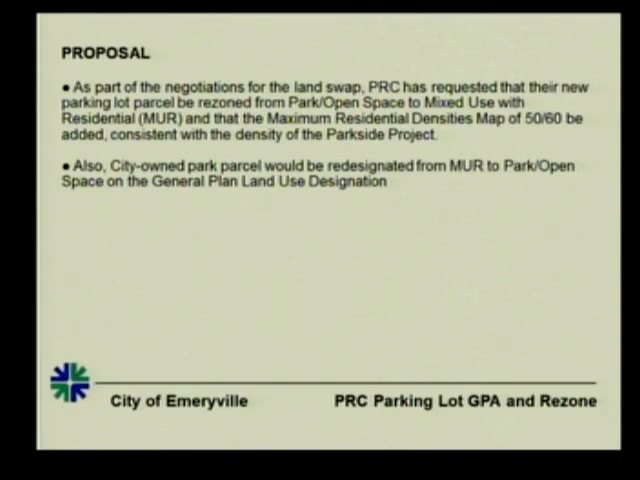 PROPOSAL
● As part of the negotiations for the land swap, PRC has requested that their new
parking lot parcel be rezoned from Park/Open Space to Mixed Use with
Residential (MUR) and that the Maximum Residential Densities Map of 50/60 be
added, consistent with the density of the Parkside Project.
● Also, City-owned park parcel would be redesignated from MUR to Park/Open
Space on the General Plan Land Use Designation
City of Emeryville
PRC Parking Lot GPA and Rezone